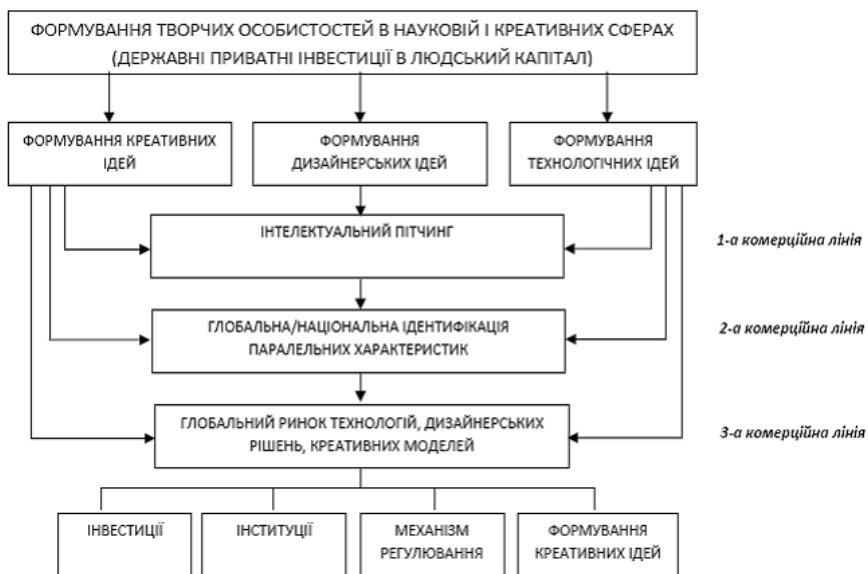 ФОРМУВАННЯ ТВОРЧИХ ОСОБИСТОСТЕЙ В НАУКОВІЙ І КРЕАТИВНИХ СФЕРАХ
(ДЕРЖАВНІ ПРИВАТНІ ІНВЕСТИЦІЇ В ЛЮДСЬКИЙ КАПІТАЛ)
ФОРМУВАННЯ КРЕАТИВНИХ
ІДЕЙ
ФОРМУВАННЯ
ДИЗАЙНЕРСЬКИХ ІДЕЙ
ФОРМУВАННЯ
ТЕХНОЛОГІЧНИХ ІДЕЙ
ІНТЕЛЕКТУАЛЬНИЙ ПІТЧИНГ
1-а комерційна лінія
ГЛОБАЛЬНА/НАЦІОНАЛЬНА ІДЕНТИФІКАЦІЯ
ПАРАЛЕЛЬНИХ ХАРАКТЕРИСТИК
2-а комерційна лінія
ГЛОБАЛЬНИЙ РИНОК ТЕХНОЛОГІЙ, ДИЗАЙНЕРСЬКИХ
РІШЕНЬ, КРЕАТИВНИХ МОДЕЛЕЙ
3-а комерційна лінія
ІНВЕСТИЦІЇ
ІНСТИТУЦІЇ
МЕХАНІЗМ
РЕГУЛЮВАННЯ
ФОРМУВАННЯ
КРЕАТИВНИХ ІДЕЙ